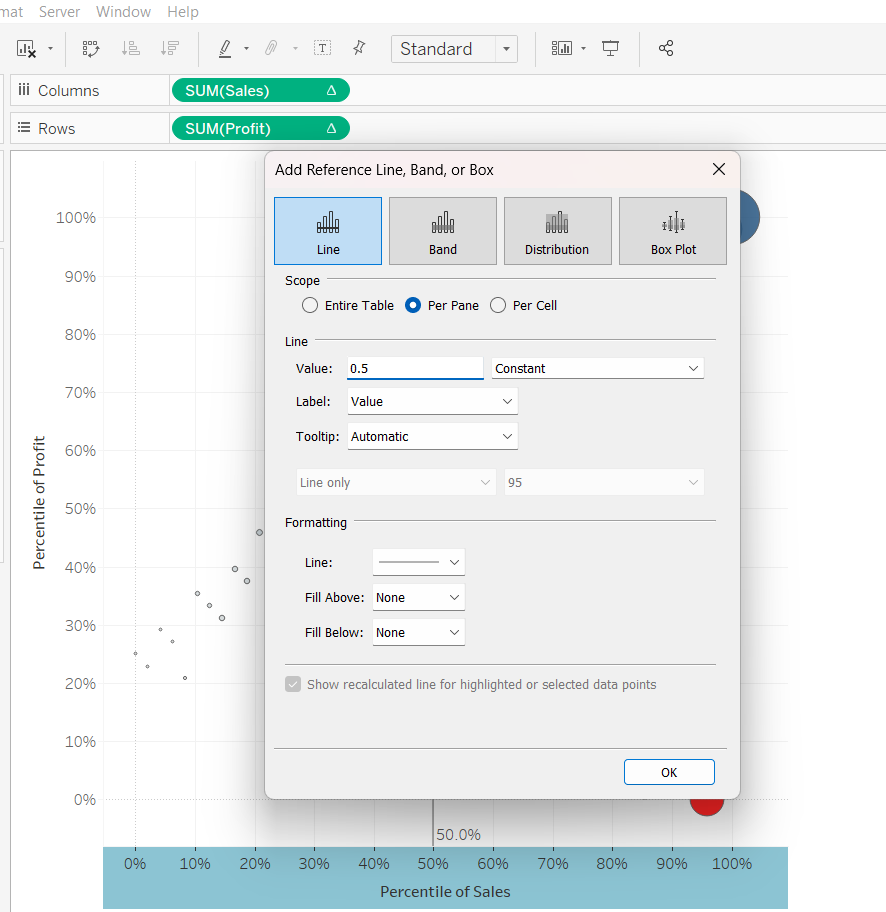 mat Server Window Help
Standard
Columns SUM(Sales) Δ
Rows SUM(Profit) Δ
Add Reference Line, Band, or Box
Line Band Distribution Box Plot
Scope
Entire Table Per Pane Per Cell
Line
Value: 0.5 Constant
Label: Value
Tooltip: Automatic
Line only 95
Formatting
Line:
Fill Above: None
Fill Below: None
Show recalculated line for highlighted or selected data points
OK
Percentile of Profit
100%
90%
80%
70%
60%
50%
40%
30%
20%
10%
0%
50.0%
0% 10% 20% 30% 40% 50% 60% 70% 80% 90% 100%
Percentile of Sales